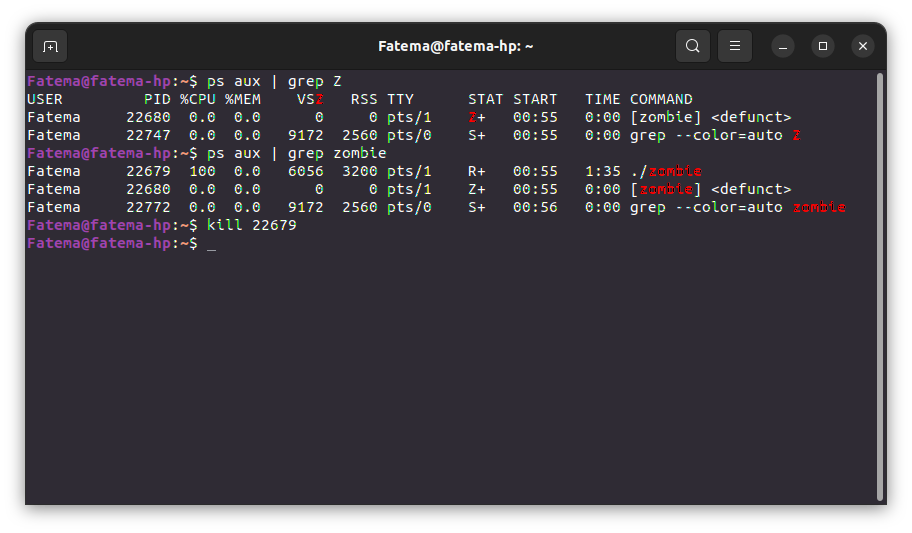 Fatema@fatema-hp: ~
Fatema@fatema-hp:~$ ps aux | grep Z
USER         PID %CPU %MEM    VSZ   RSS TTY      STAT START   TIME COMMAND
Fatema     22680  0.0  0.0      0     0 pts/1    Z+   00:55   0:00 [zombie] <defunct>
Fatema     22747  0.0  0.0   9172  2560 pts/0    S+   00:55   0:00 grep --color=auto Z
Fatema@fatema-hp:~$ ps aux | grep zombie
Fatema     22679  100  0.0   6056  3200 pts/1    R+   00:55   1:35 ./zombie
Fatema     22680  0.0  0.0      0     0 pts/1    Z+   00:55   0:00 [zombie] <defunct>
Fatema     22772  0.0  0.0   9172  2560 pts/0    S+   00:56   0:00 grep --color=auto zombie
Fatema@fatema-hp:~$ kill 22679
Fatema@fatema-hp:~$ _